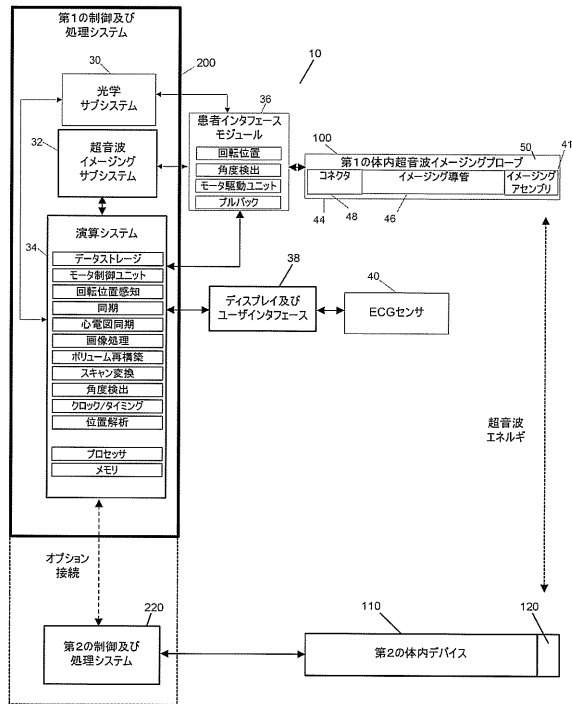 第1の制御及び
処理システム
200
30
光学
サブシステム
32
超音波
イメージング
サブシステム
10
36
患者インタフェース
モジュール
回転位置
角度検出
モータ駆動ユニット
プルバック
100
50
41
第1の体内超音波イメージングプローブ
コネクタ
イメージング導管
イメージング
アセンブリ
44
48
46
34
演算システム
データストレージ
モータ制御ユニット
回転位置感知
同期
心電図同期
画像処理
ボリューム再構築
スキャン変換
角度検出
クロック/タイミング
位置解析
プロセッサ
メモリ
38
ディスプレイ及び
ユーザインタフェース
40
ECGセンサ
超音波
エネルギ
オプション
接続
220
第2の制御及び
処理システム
110
120
第2の体内デバイス